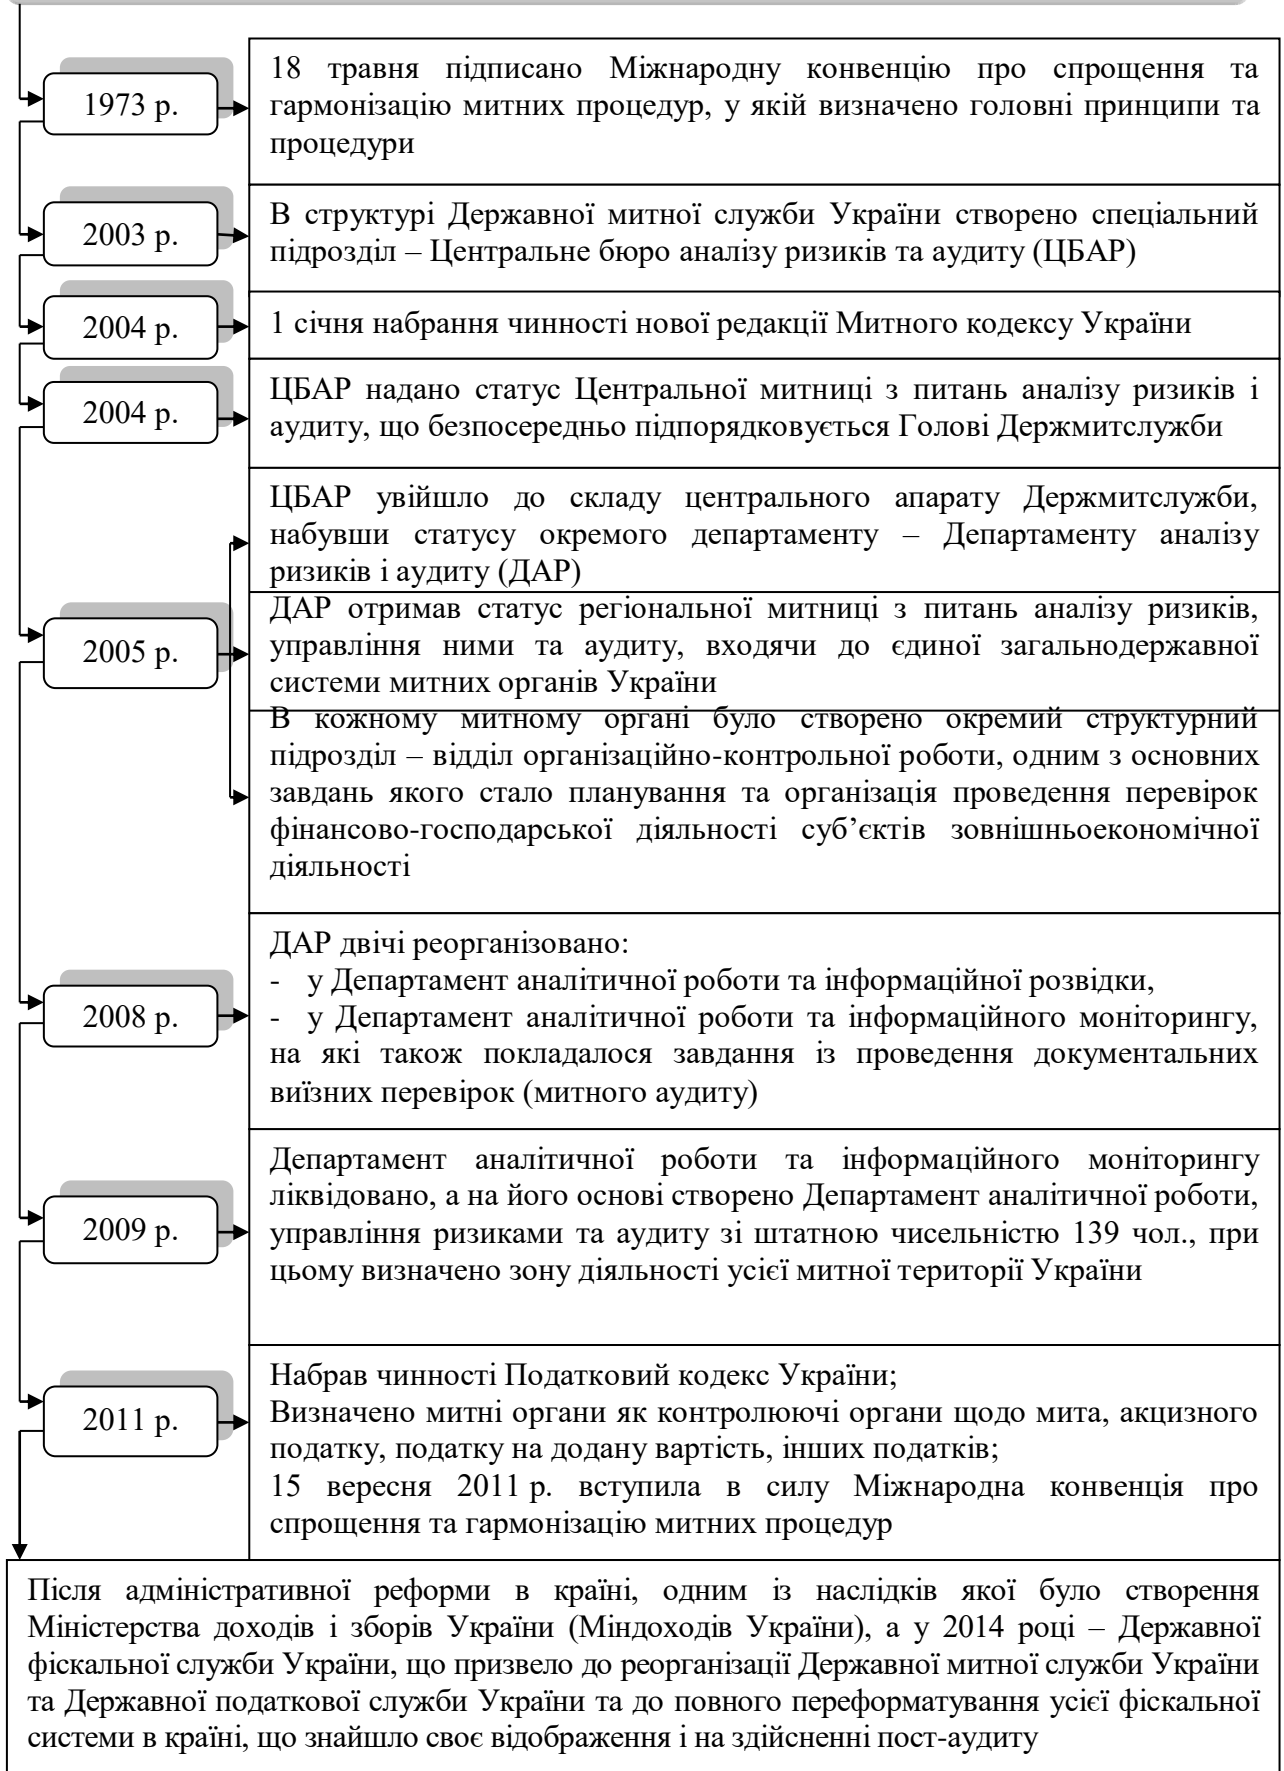 1973 р.
18 травня підписано Міжнародну конвенцію про спрощення та
гармонізацію митних процедур, у якій визначено головні принципи та
процедури
2003 р.
В структурі Державної митної служби України створено спеціальний
підрозділ – Центральне бюро аналізу ризиків та аудиту (ЦБАР)
2004 р.
1 січня набрання чинності нової редакції Митного кодексу України
2004 р.
ЦБАР надано статус Центральної митниці з питань аналізу ризиків і
аудиту, що безпосередньо підпорядковується Голові Держмитслужби
2005 р.
ЦБАР увійшло до складу центрального апарату Держмитслужби,
набувши статусу окремого департаменту – Департаменту аналізу
ризиків і аудиту (ДАР)
ДАР отримав статус регіональної митниці з питань аналізу ризиків,
управління ними та аудиту, входячи до єдиної загальнодержавної
системи митних органів України
В кожному митному органі було створено окремий структурний
підрозділ – відділ організаційно-контрольної роботи, одним з основних
завдань якого стало планування та організація проведення перевірок
фінансово-господарської діяльності суб’єктів зовнішньоекономічної
діяльності
2008 р.
ДАР двічі реорганізовано:
- у Департамент аналітичної роботи та інформаційної розвідки,
- у Департамент аналітичної роботи та інформаційного моніторингу,
на які також покладалося завдання із проведення документальних
виїзних перевірок (митного аудиту)
2009 р.
Департамент аналітичної роботи та інформаційного моніторингу
ліквідовано, а на його основі створено Департамент аналітичної роботи,
управління ризиками та аудиту зі штатною чисельністю 139 чол., при
цьому визначено зону діяльності усієї митної території України
2011 р.
Набрав чинності Податковий кодекс України;
Визначено митні органи як контролюючі органи щодо мита, акцизного
податку, податку на додану вартість, інших податків;
15 вересня 2011 р. вступила в силу Міжнародна конвенція про
спрощення та гармонізацію митних процедур
Після адміністративної реформи в країні, одним із наслідків якої було створення
Міністерства доходів і зборів України (Міндоходів України), а у 2014 році – Державної
фіскальної служби України, що призвело до реорганізації Державної митної служби України
та Державної податкової служби України та до повного переформатування усієї фіскальної
системи в країні, що знайшло своє відображення і на здійсненні пост-аудиту